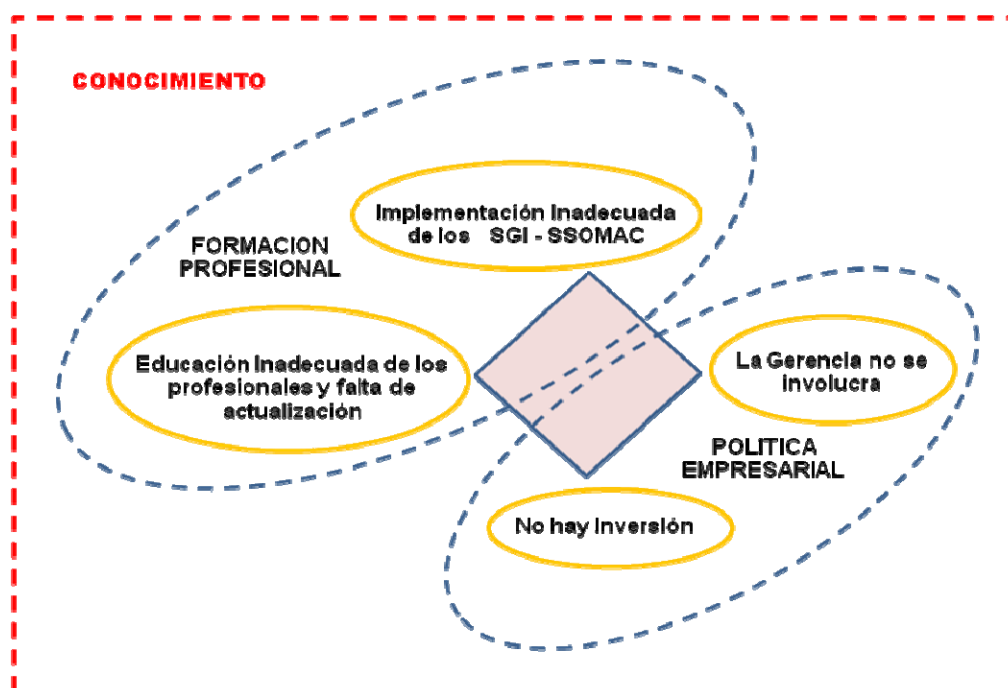 CONOCIMIENTO
Implementación Inadecuada
de los SGI - SSOMAC
FORMACION
PROFESIONAL
Educación Inadecuada de los
profesionales y falta de
actualización
La Gerencia no se
involucra
POLITICA
EMPRESARIAL
No hay Inversión